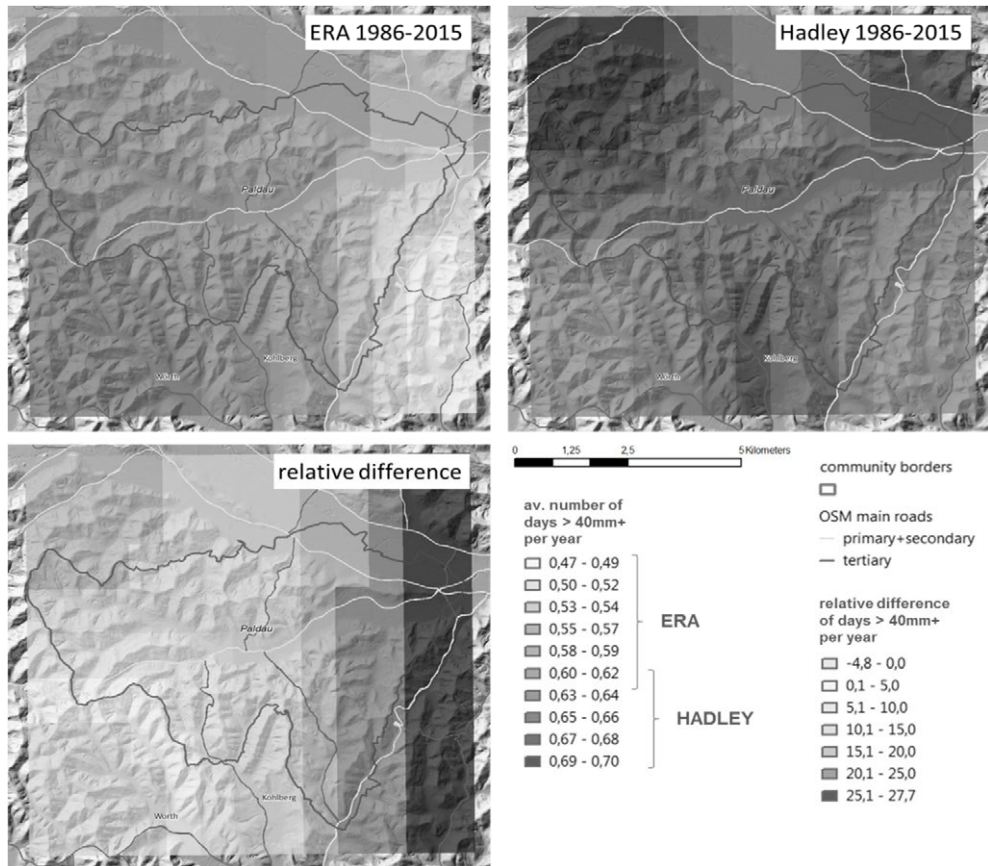 ERA 1986-2015
Paldau
Kohlberg
Wörth
Hadley 1986-2015
Paldau
Kohlberg
Wörth
relative difference
Paldau
Kohlberg
Wörth
0 1,25 2,5 5 Kilometers
av. number of
days > 40mm+
per year
0,47 - 0,49
0,50 - 0,52
0,53 - 0,54
0,55 - 0,57
0,58 - 0,59
0,60 - 0,62
0,63 - 0,64
0,65 - 0,66
0,67 - 0,68
0,69 - 0,70
ERA
HADLEY
community borders
OSM main roads
primary+secondary
tertiary
relative difference
of days > 40mm+
per year
-4,8 - 0,0
0,1 - 5,0
5,1 - 10,0
10,1 - 15,0
15,1 - 20,0
20,1 - 25,0
25,1 - 27,7